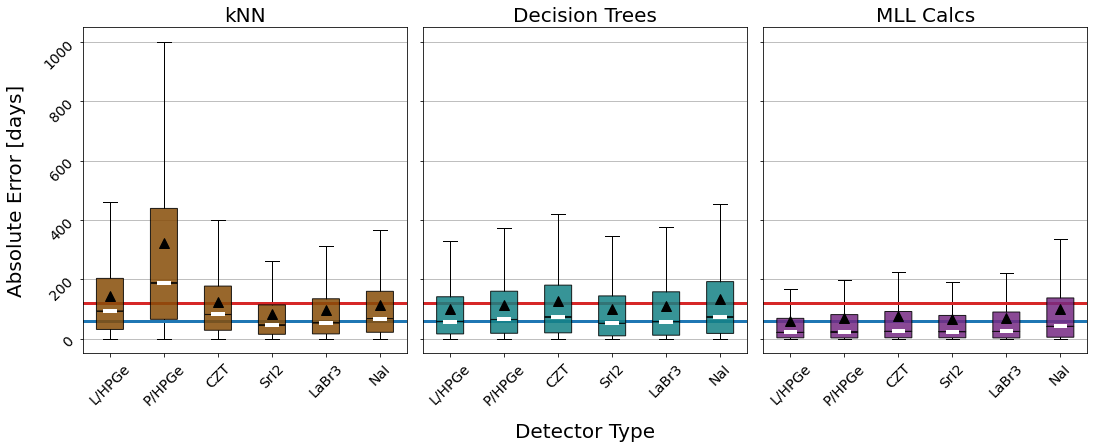 kNN
Decision Trees
MLL Calcs
Absolute Error [days]
1000
800
600
400
200
0
L/HPGe
P/HPGe
CZT
SrI2
LaBr3
NaI
L/HPGe
P/HPGe
CZT
SrI2
LaBr3
NaI
L/HPGe
P/HPGe
CZT
SrI2
LaBr3
NaI
Detector Type